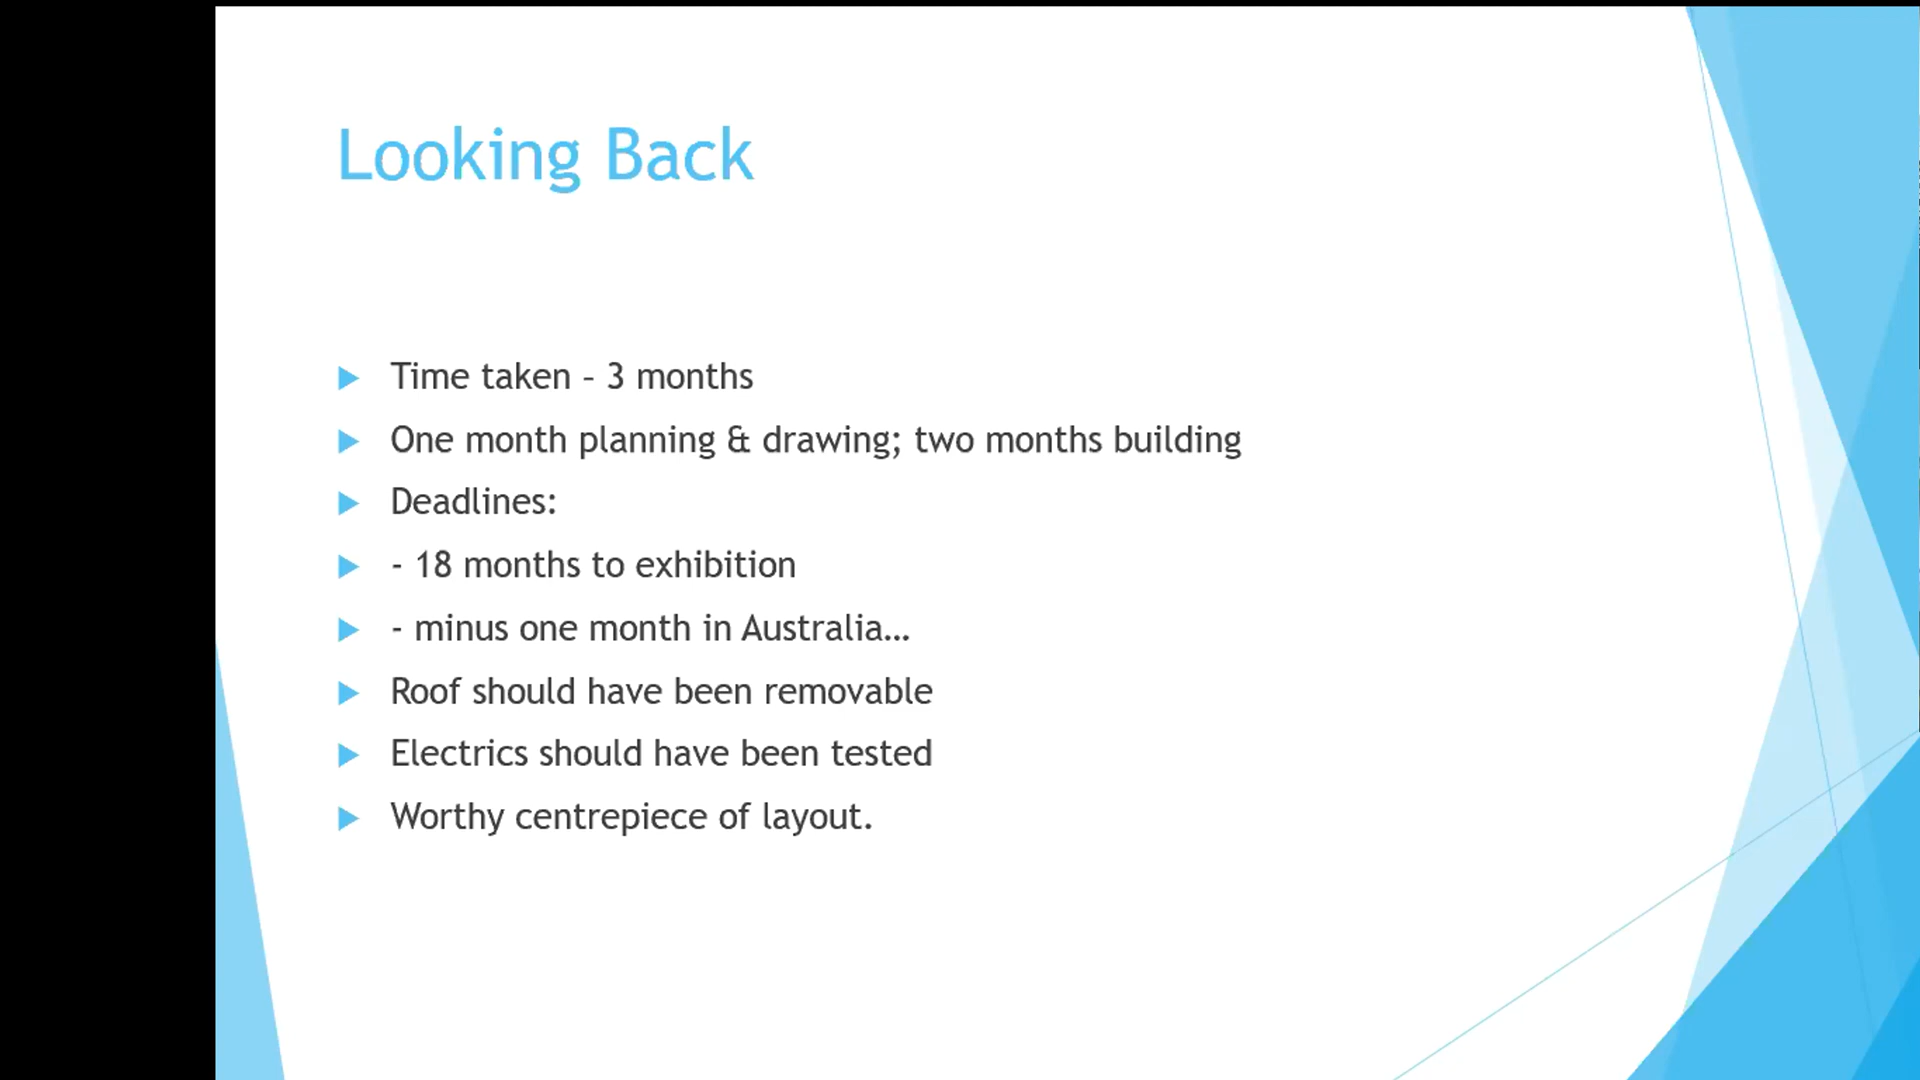 Looking Back
Time taken – 3 months
One month planning & drawing; two months building
Deadlines:
- 18 months to exhibition
- minus one month in Australia…
Roof should have been removable
Electrics should have been tested
Worthy centrepiece of layout.